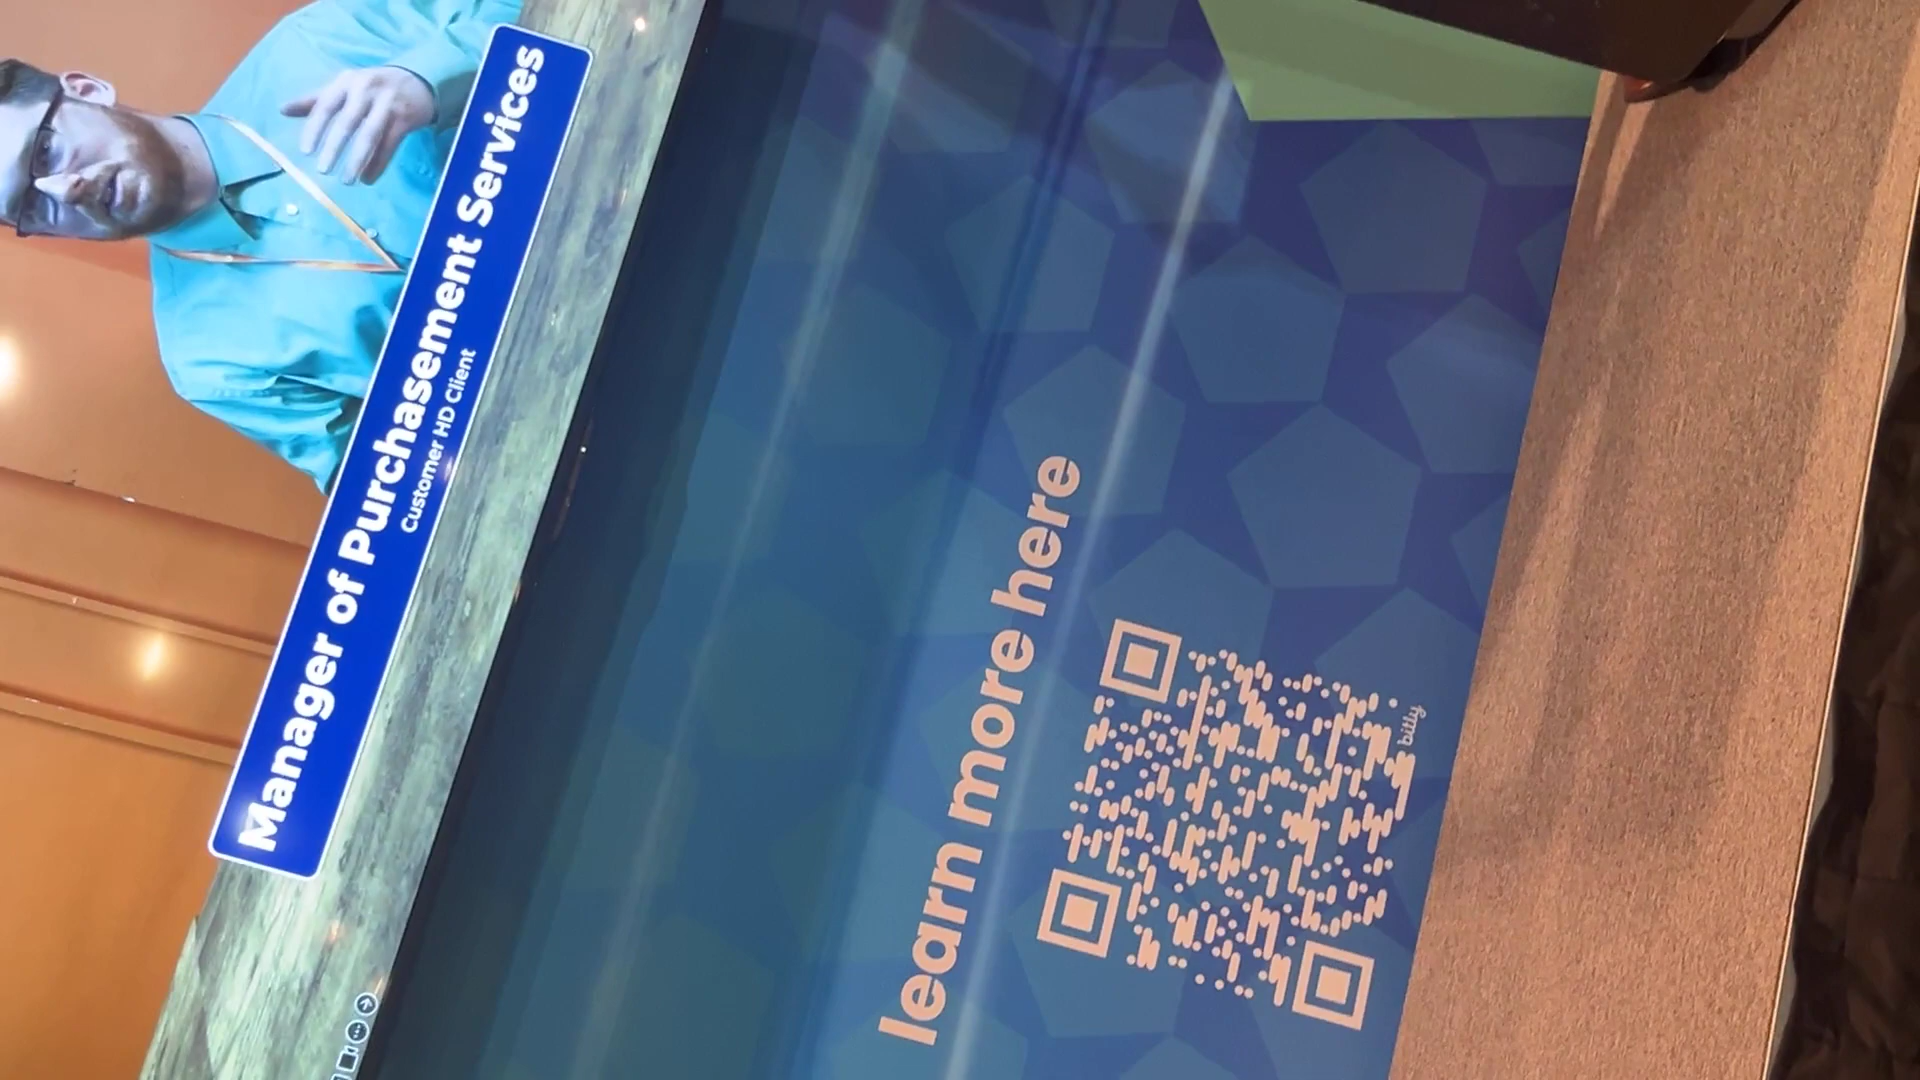 Manager of Purchasement Services
Customer HD Client
learn more here
bitly